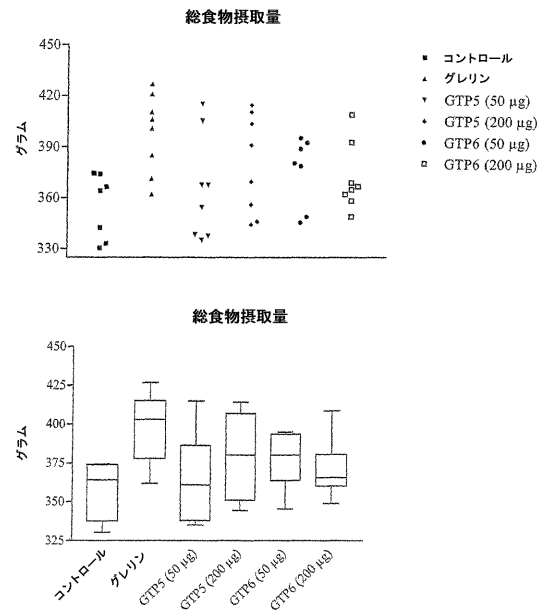 総食物摂取量
450
420
390
360
330
グラム
コントロール
グレリン
GTP5 (50 µg)
GTP5 (200 µg)
GTP6 (50 µg)
GTP6 (200 µg)
総食物摂取量
450
425
400
375
350
325
グラム
コントロール
グレリン
GTP5 (50 µg)
GTP5 (200 µg)
GTP6 (50 µg)
GTP6 (200 µg)